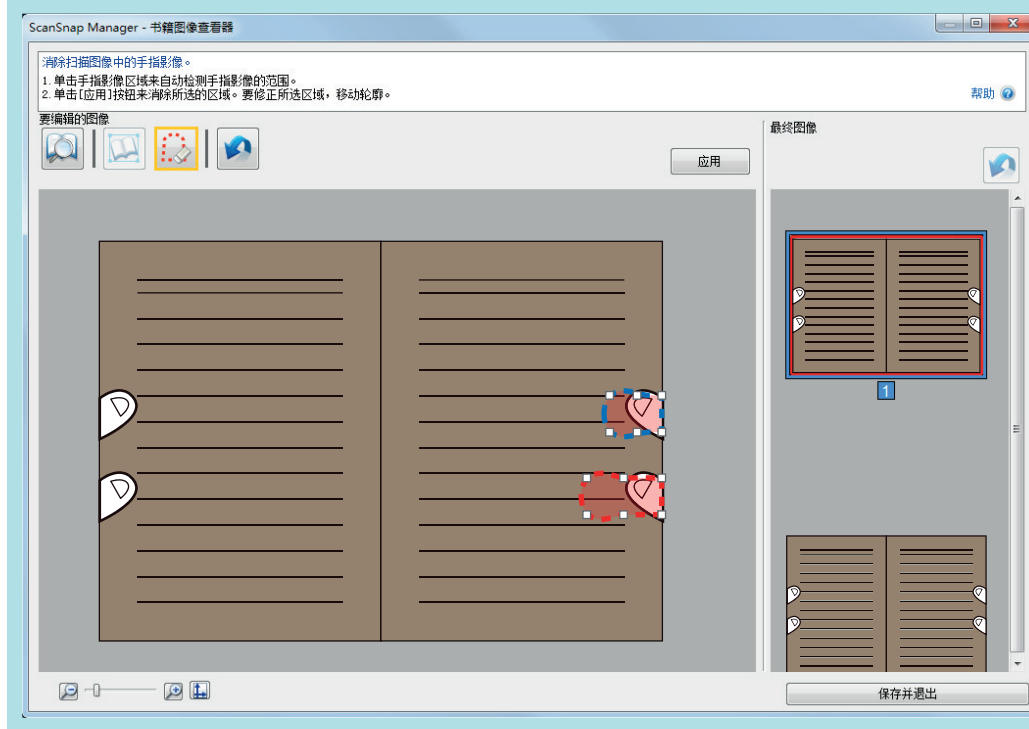 ScanSnap Manager - 书籍图像查看器
消除扫描图像中的手指影像。
1. 单击手指影像区域来自动检测手指影像的范围。
2. 单击[应用]按钮来消除所选的区域。要修正所选区域，移动轮廓。
帮助
要编辑的图像
最终图像
应用
1
保存并退出